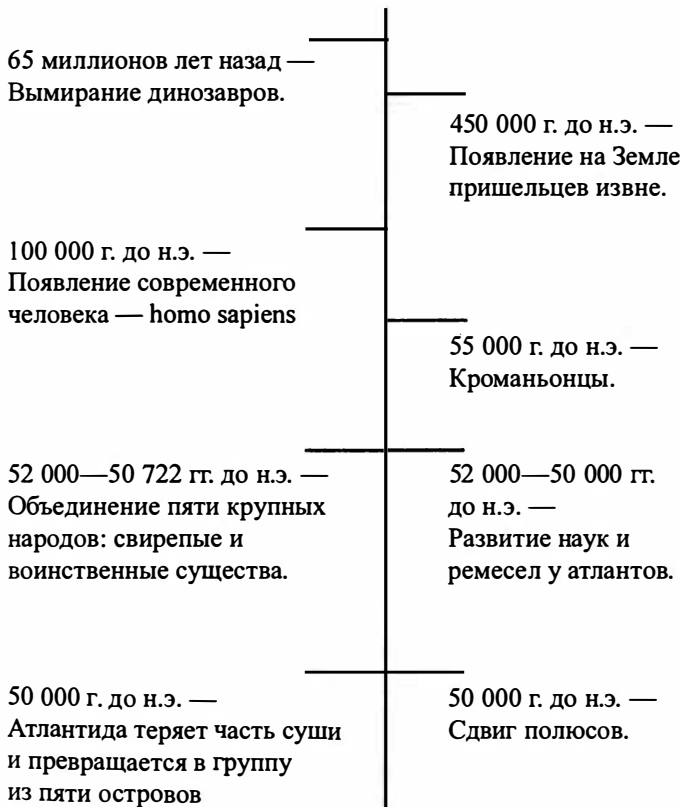 65 миллионов лет назад —
Вымирание динозавров.
450 000 г. до н.э. —
Появление на Земле
пришельцев извне.
100 000 г. до н.э. —
Появление современного
человека — homo sapiens
55 000 г. до н.э. —
Кроманьонцы.
52 000—50 722 гг. до н.э. —
Объединение пяти крупных
народов: свирепые и
воинственные существа.
52 000—50 000 гг.
до н.э. —
Развитие наук и
ремесел у атлантов.
50 000 г. до н.э. —
Атлантида теряет часть суши
и превращается в группу
из пяти островов
50 000 г. до н.э. —
Сдвиг полюсов.